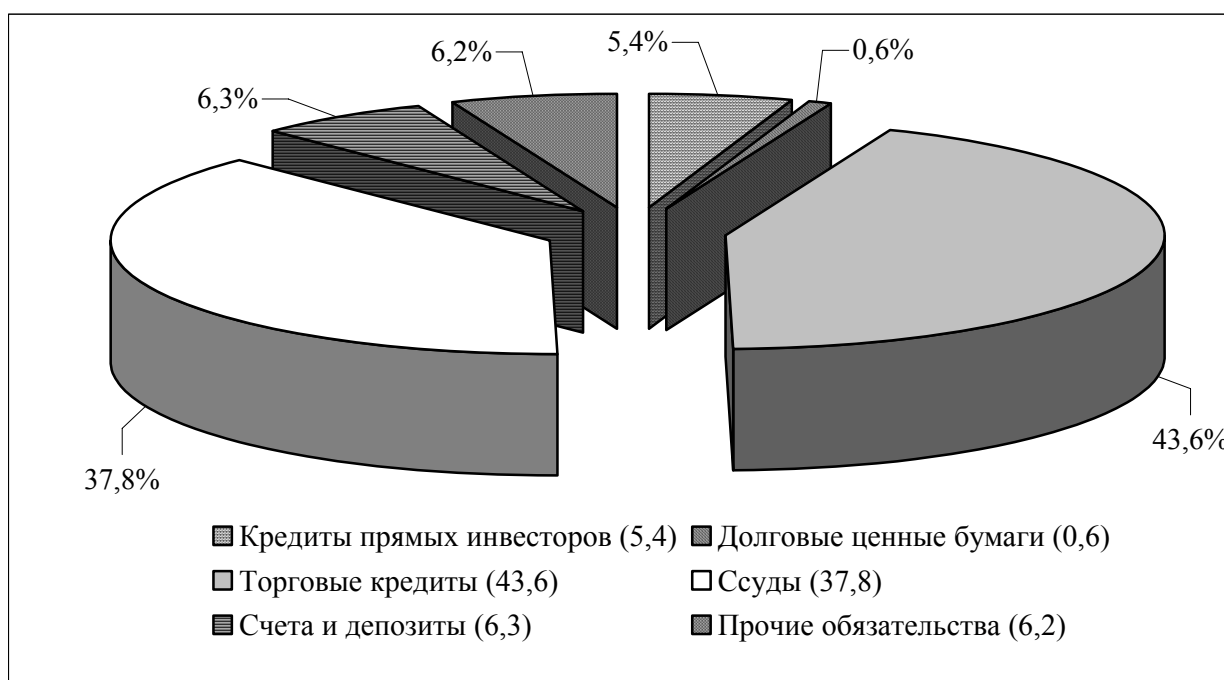 6,2%
5,4%
0,6%
6,3%
43,6%
37,8%
Кредиты прямых инвесторов (5,4)
Долговые ценные бумаги (0,6)
Торговые кредиты (43,6)
Ссуды (37,8)
Счета и депозиты (6,3)
Прочие обязательства (6,2)